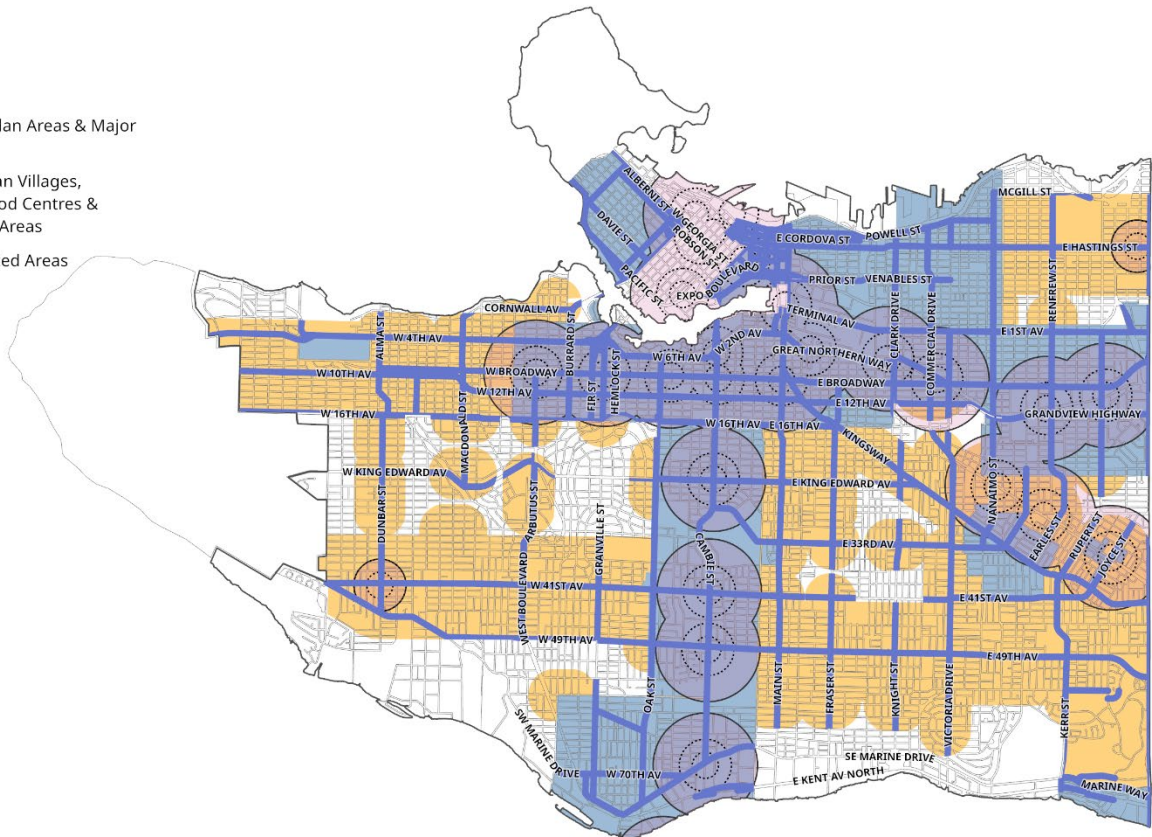 lan Areas & Major
an Villages,
od Centres &
Areas
ed Areas
ALBERNI ST
W GEORGIA ST
ROBSON ST
DAVIE ST
PACIFIC ST
EXPO BOULEVARD
MCGILL ST
E CORDOVA ST
POWELL ST
E HASTINGS ST
PRIOR ST
VENABLES ST
RENFREW ST
CORNWALL AV
TERMINAL AV
E 1ST AV
ALMA ST
W 4TH AV
BURRARD ST
W 2ND AV
CLARK DRIVE
COMMERCIAL DRIVE
GREAT NORTHERN WAY
W 6TH AV
HEMLOCK ST
FIR ST
W 10TH AV
W BROADWAY
E BROADWAY
W 12TH AV
E 12TH AV
GRANDVIEW HIGHWAY
W 16TH AV
W 16TH AV
E 16TH AV
MACDONALD ST
KINGSWAY
W KING EDWARD AV
E KING EDWARD AV
NANAIMO ST
ARBUTUS ST
DUNBAR ST
GRANVILLE ST
CAMBIE ST
E 33RD AV
EARLES ST
RUPERT ST
JOYCE ST
W 41ST AV
E 41ST AV
WEST BOULEVARD
W 49TH AV
E 49TH AV
OAK ST
MAIN ST
FRASER ST
KNIGHT ST
VICTORIA DRIVE
KERR ST
SW MARINE DRIVE
W 70TH AV
SE MARINE DRIVE
E KENT AV NORTH
MARINE WAY